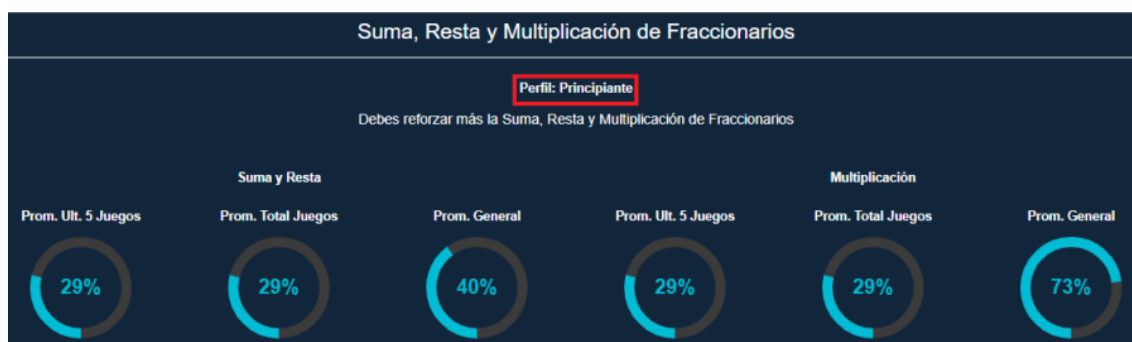 Suma, Resta y Multiplicación de Fraccionarios
Perfil: Principiante
Debes reforzar más la Suma, Resta y Multiplicación de Fraccionarios
Suma y Resta Multiplicación
Prom. Ult. 5 Juegos Prom. Total Juegos Prom. General Prom. Ult. 5 Juegos Prom. Total Juegos Prom. General
29% 29% 40% 29% 29% 73%